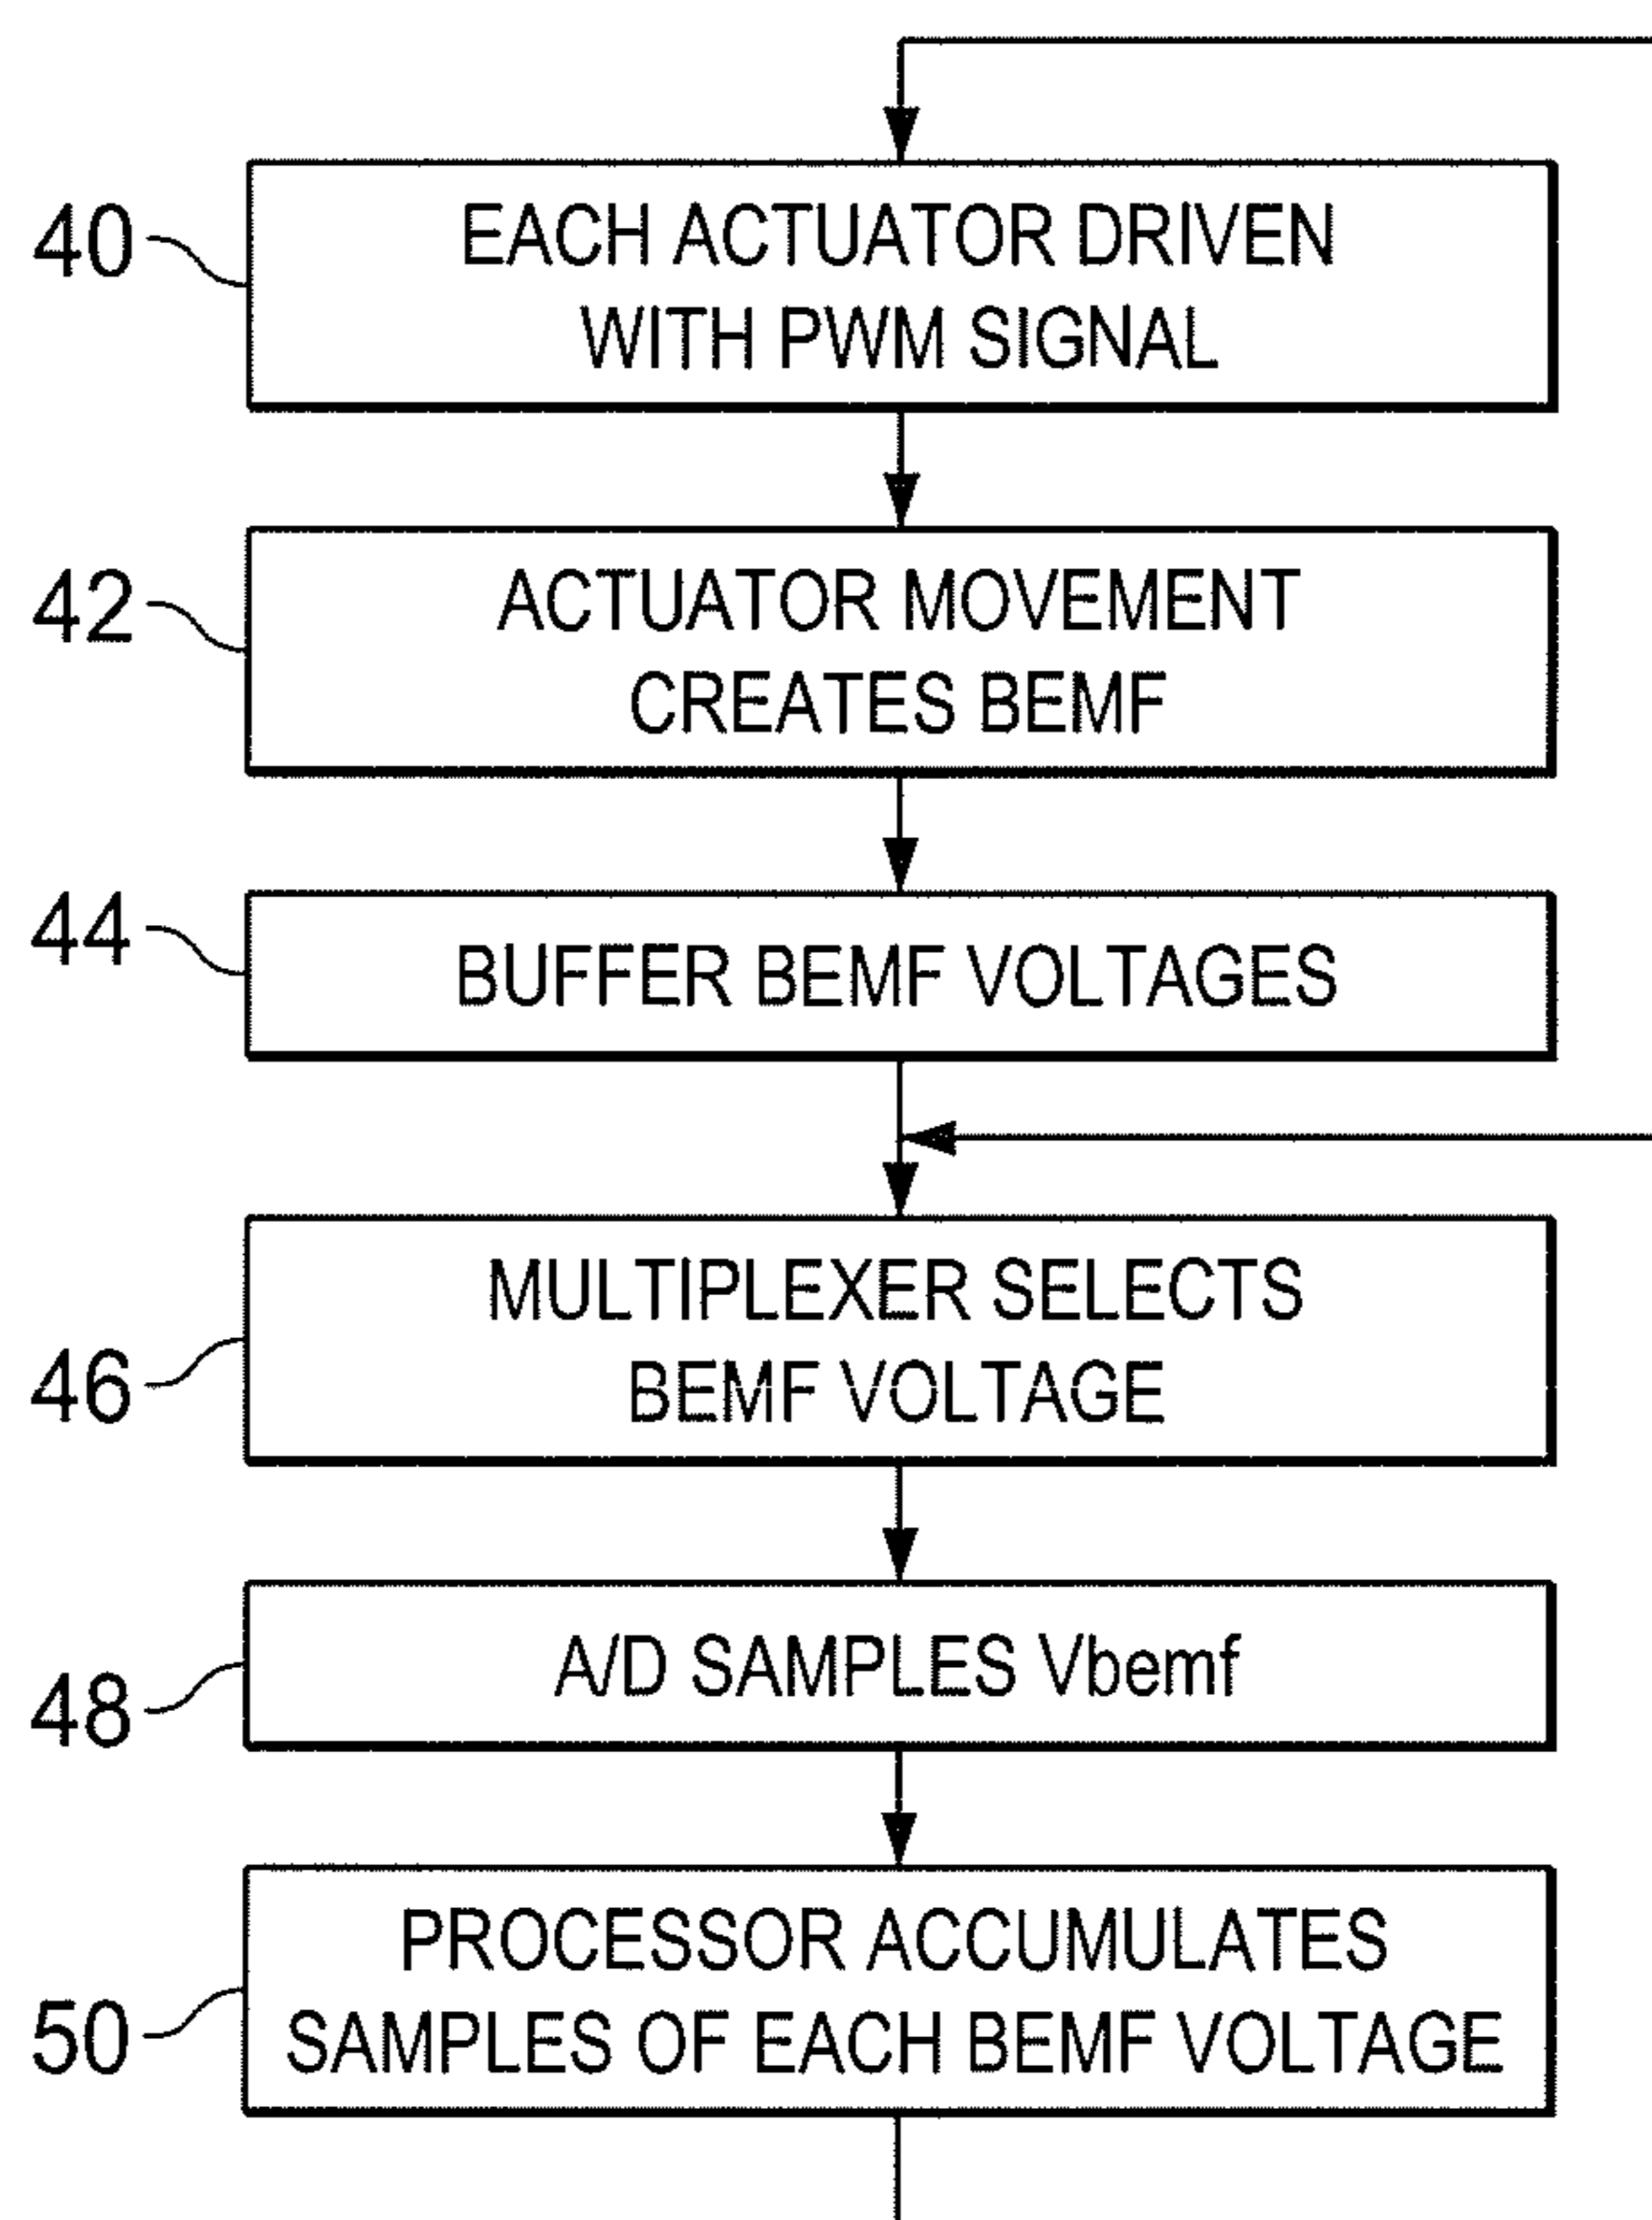 40
EACH ACTUATOR DRIVEN
WITH PWM SIGNAL
42
ACTUATOR MOVEMENT
CREATES BEMF
44
BUFFER BEMF VOLTAGES
46
MULTIPLEXER SELECTS
BEMF VOLTAGE
48
A/D SAMPLES Vbemf
50
PROCESSOR ACCUMULATES
SAMPLES OF EACH BEMF VOLTAGE